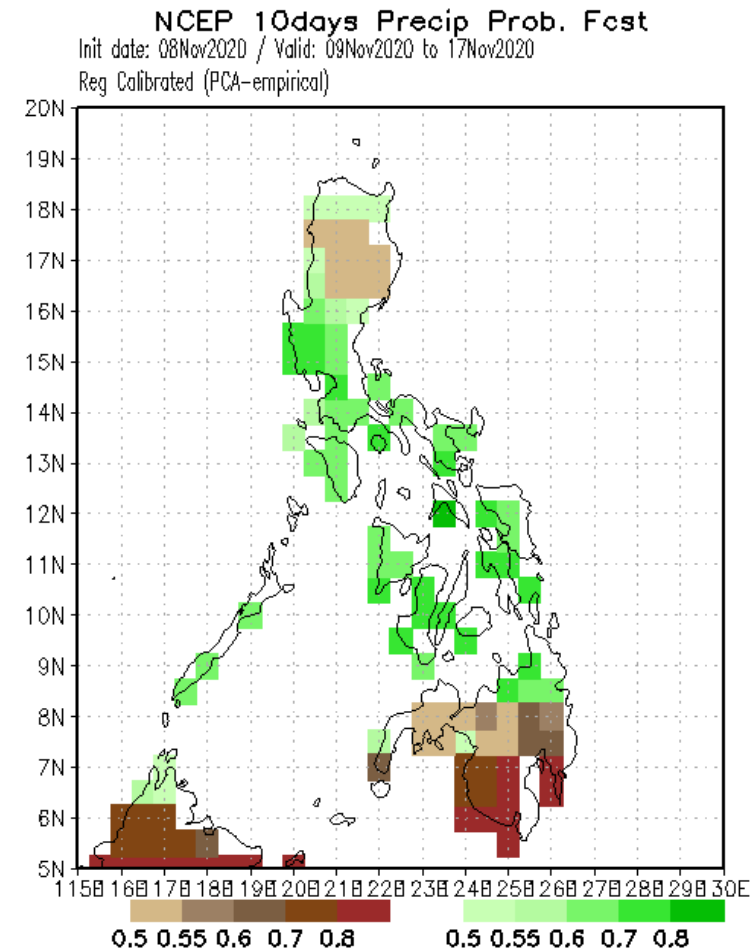 NCEP 10days Precip Prob. Fcst
Init date: 08Nov2020 / Valid: 09Nov2020 to 17Nov2020
Reg Calibrated (PCA-empirical)
20N
19N
18N
17N
16N
15N
14N
13N
12N
11N
10N
9N
8N
7N
6N
5N
115E 116E 117E 118E 119E 120E 121E 122E 123E 124E 125E 126E 127E 128E 129E 130E
0.5 0.55 0.6 0.7 0.8 0.5 0.55 0.6 0.7 0.8